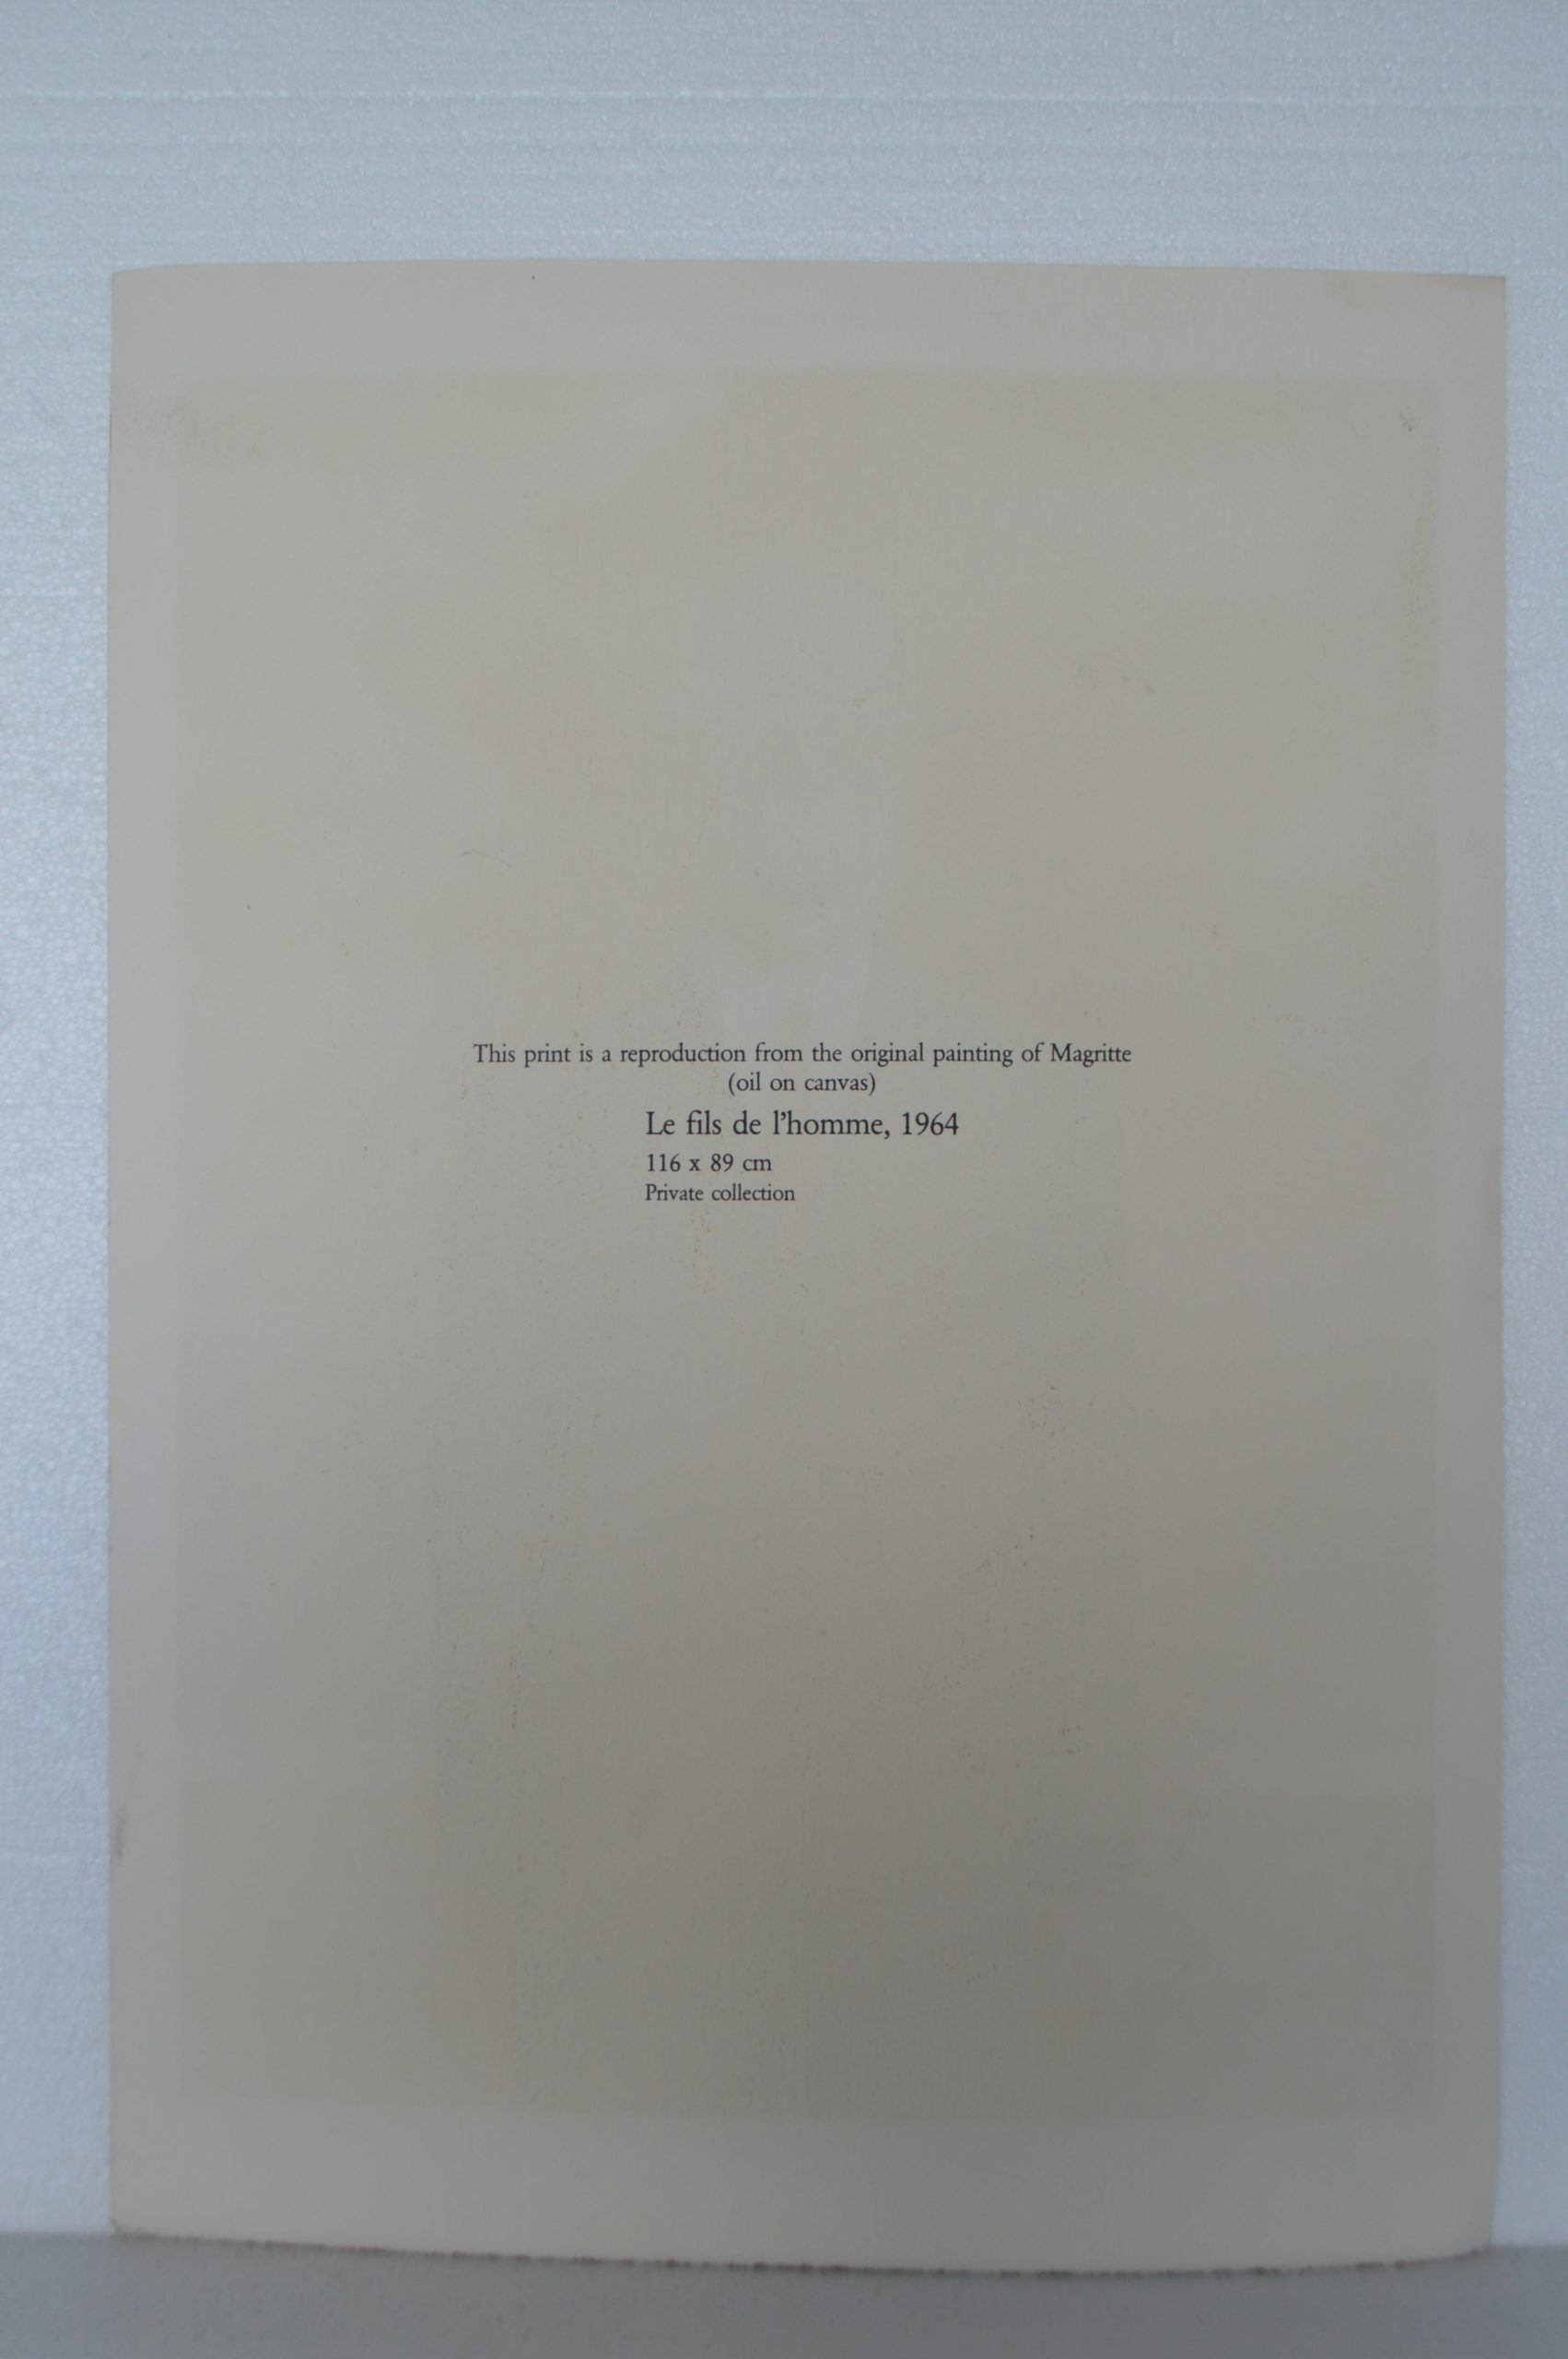 This print is a reproduction from the original painting of Magritte
(oil on canvas)
Le fils de l’homme, 1964
116 x 89 cm
Private collection